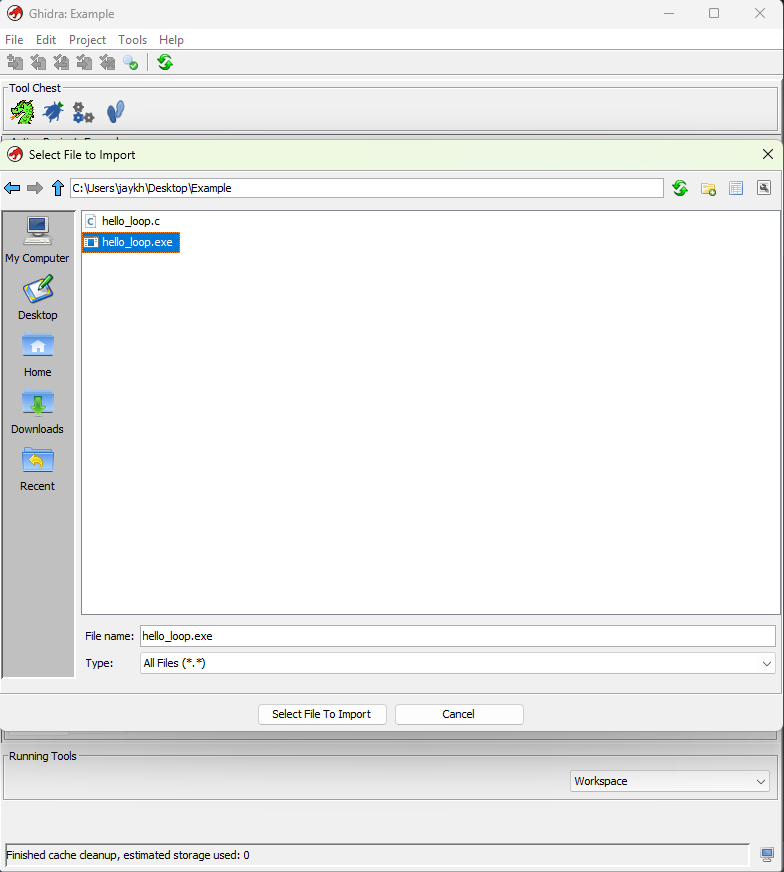 Ghidra: Example
File Edit Project Tools Help
Tool Chest
Select File to Import
C:\Users\jaykh\Desktop\Example
hello_loop.c
hello_loop.exe
My Computer
Desktop
Home
Downloads
Recent
File name: hello_loop.exe
Type: All Files (*.*)
Select File To Import Cancel
Running Tools
Workspace
Finished cache cleanup, estimated storage used: 0